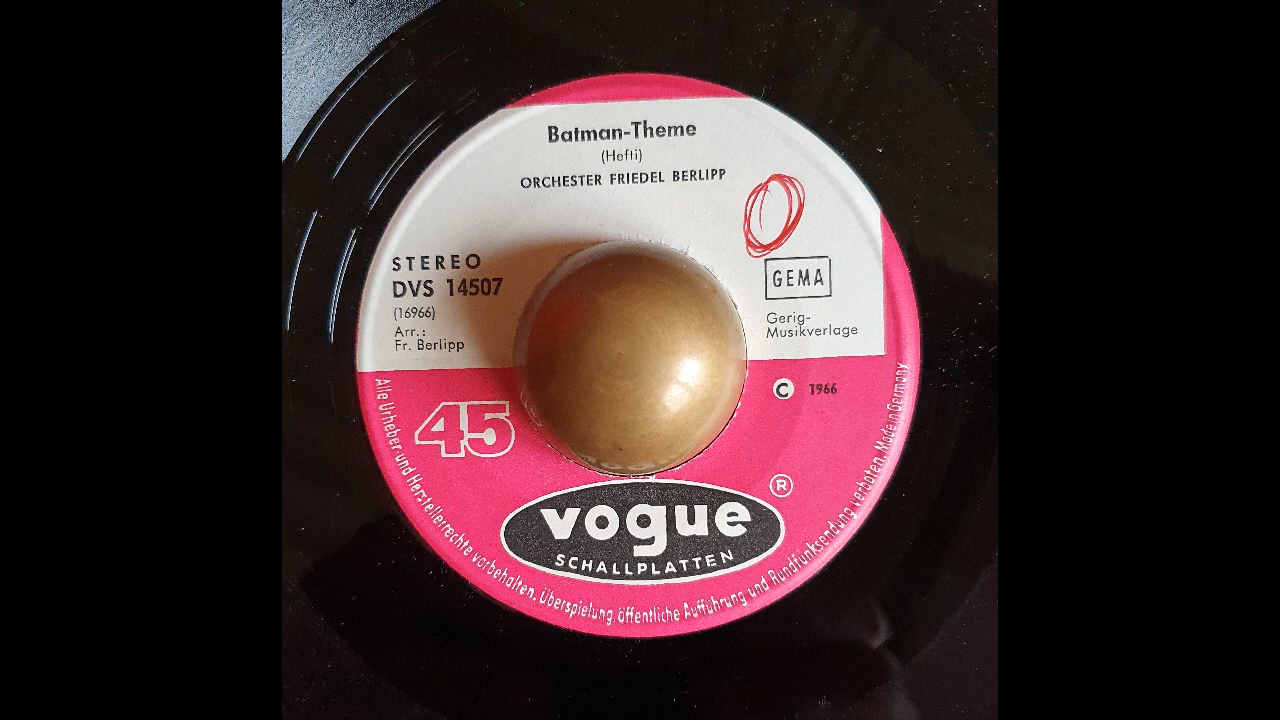 Batman-Theme
(Hefti)
ORCHESTER FRIEDEL BERLIPP
STEREO
DVS 14507
(16966)
Arr.:
Fr. Berlipp
GEMA
Gerig-
Musikverlage
C 1966
45
®
vogue
SCHALLPLATTEN
Alle Urheber- und Herstellerrechte vorbehalten. Überspielung, öffentliche Aufführung und Rundfunksendung verboten. Made in Germany